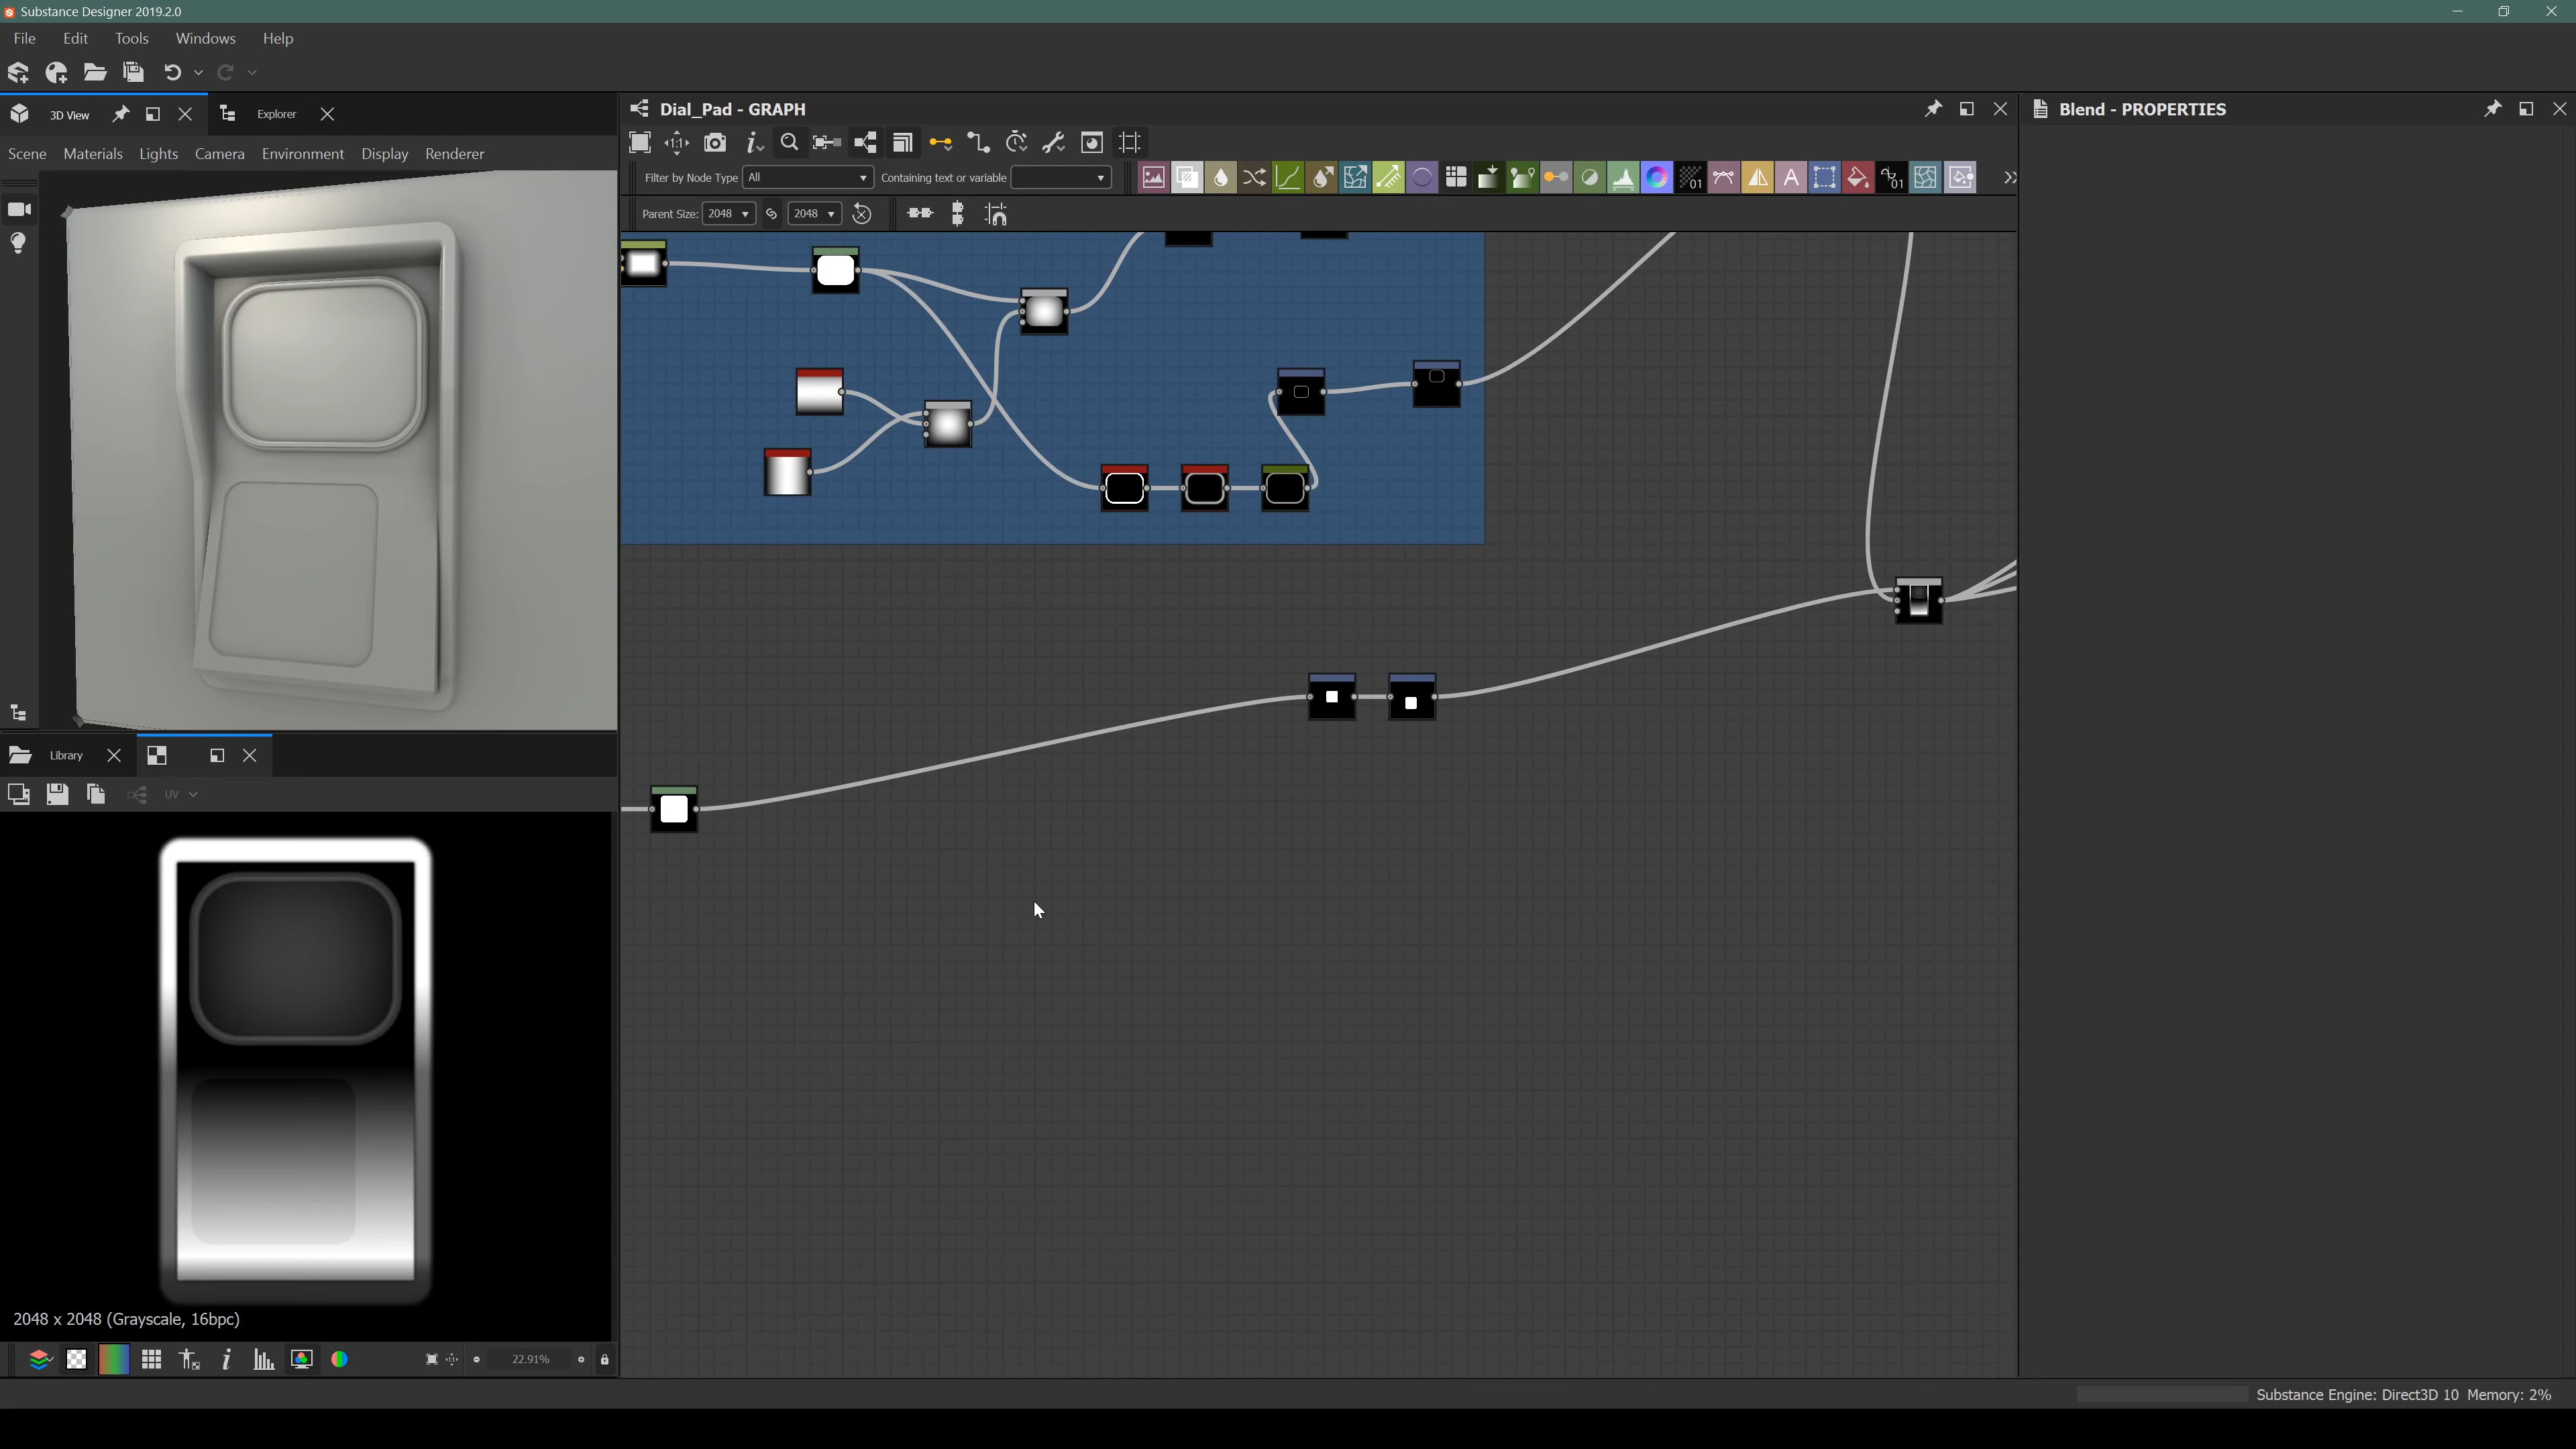 Substance Designer 2019.2.0
File Edit Tools Windows Help
3D View Explorer
Scene Materials Lights Camera Environment Display Renderer
Dial_Pad - GRAPH
Filter by Node Type All Containing text or variable
Parent Size: 2048 2048
Blend - PROPERTIES
Library
UV
2048 x 2048 (Grayscale, 16bpc)
22.91%
Substance Engine: Direct3D 10 Memory: 2%